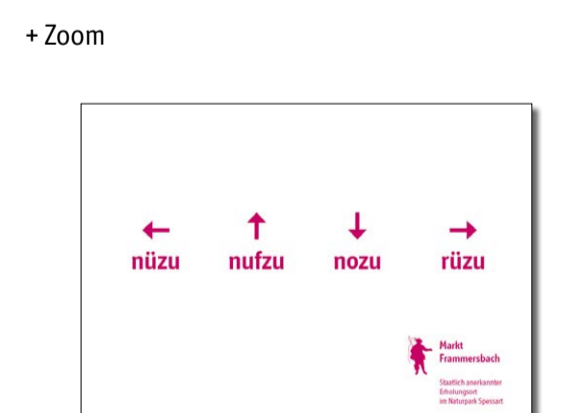 + Zoom
nüzu nufzu nozu rüzu
Markt
Frammersbach
Staatlich anerkannter
Erholungsort
im Naturpark Spessart